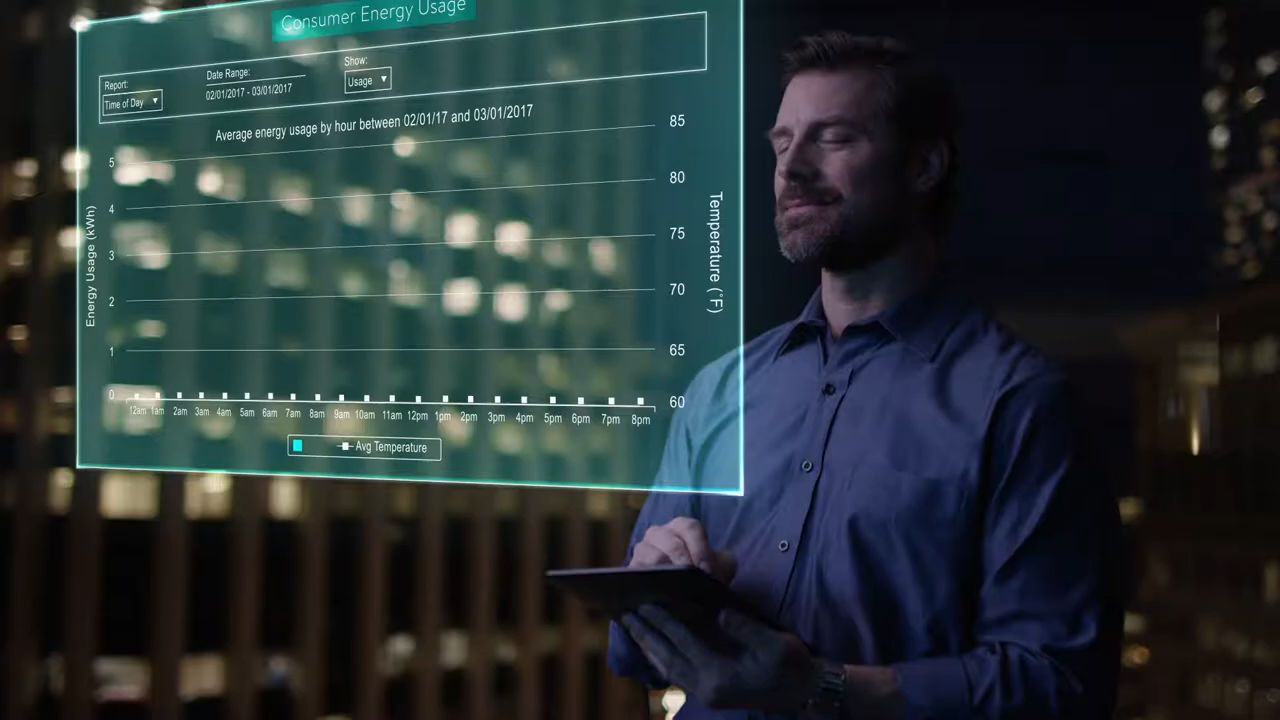 Consumer Energy Usage
Report:
Time of Day
Date Range:
02/01/2017 - 03/01/2017
Show:
Usage
Average energy usage by hour between 02/01/17 and 03/01/2017
Energy Usage (kWh)
5
4
3
2
1
0
85
80
75
70
65
60
Temperature (°F)
12am 1am 2am 3am 4am 5am 6am 7am 8am 9am 10am 11am 12pm 1pm 2pm 3pm 4pm 5pm 6pm 7pm 8pm
Avg Temperature